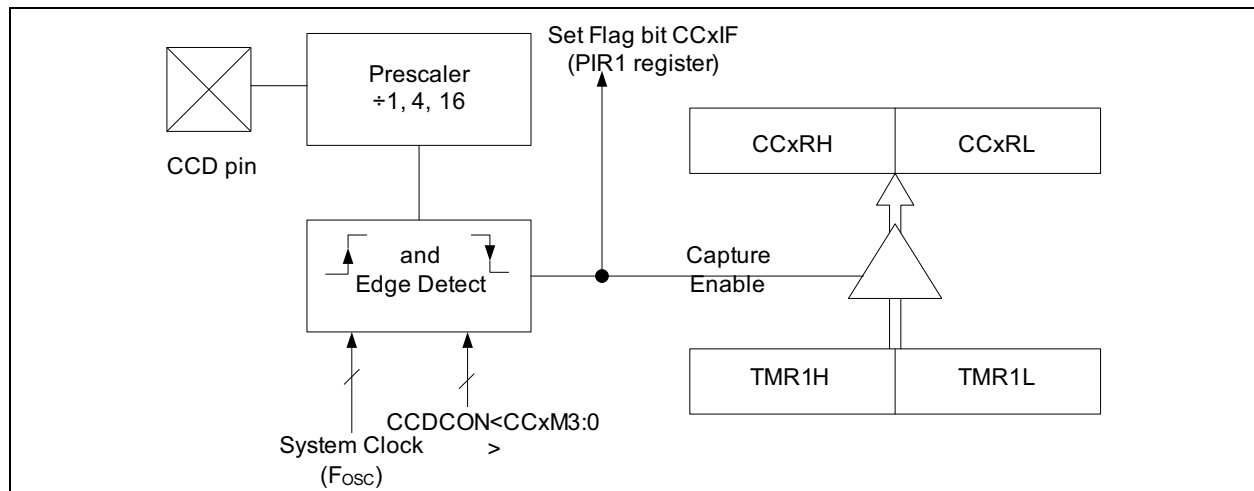 Set Flag bit CCxIF
(PIR1 register)
Prescaler
÷1, 4, 16
CCxRH
CCxRL
CCD pin
and
Edge Detect
Capture
Enable
TMR1H
TMR1L
CCDCON<CCxM3:0
>
System Clock
(FOSC)